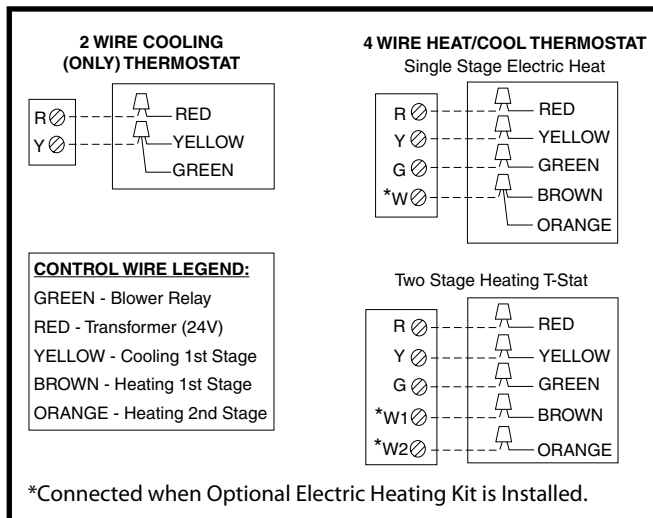 2 WIRE COOLING
(ONLY) THERMOSTAT
R
Y
RED
YELLOW
GREEN
CONTROL WIRE LEGEND:
GREEN - Blower Relay
RED - Transformer (24V)
YELLOW - Cooling 1st Stage
BROWN - Heating 1st Stage
ORANGE - Heating 2nd Stage
4 WIRE HEAT/COOL THERMOSTAT
Single Stage Electric Heat
R
Y
G
*W
RED
YELLOW
GREEN
BROWN
ORANGE
Two Stage Heating T-Stat
R
Y
G
*W1
*W2
RED
YELLOW
GREEN
BROWN
ORANGE
*Connected when Optional Electric Heating Kit is Installed.